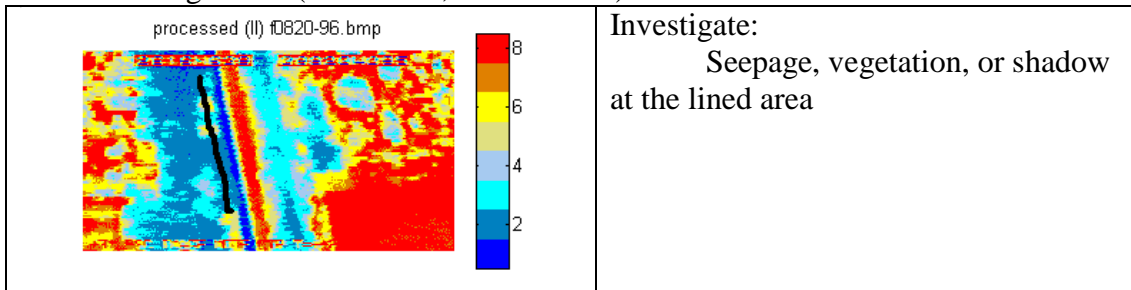 processed (II) f0820-96.bmp
8
6
4
2
Investigate:
Seepage, vegetation, or shadow
at the lined area